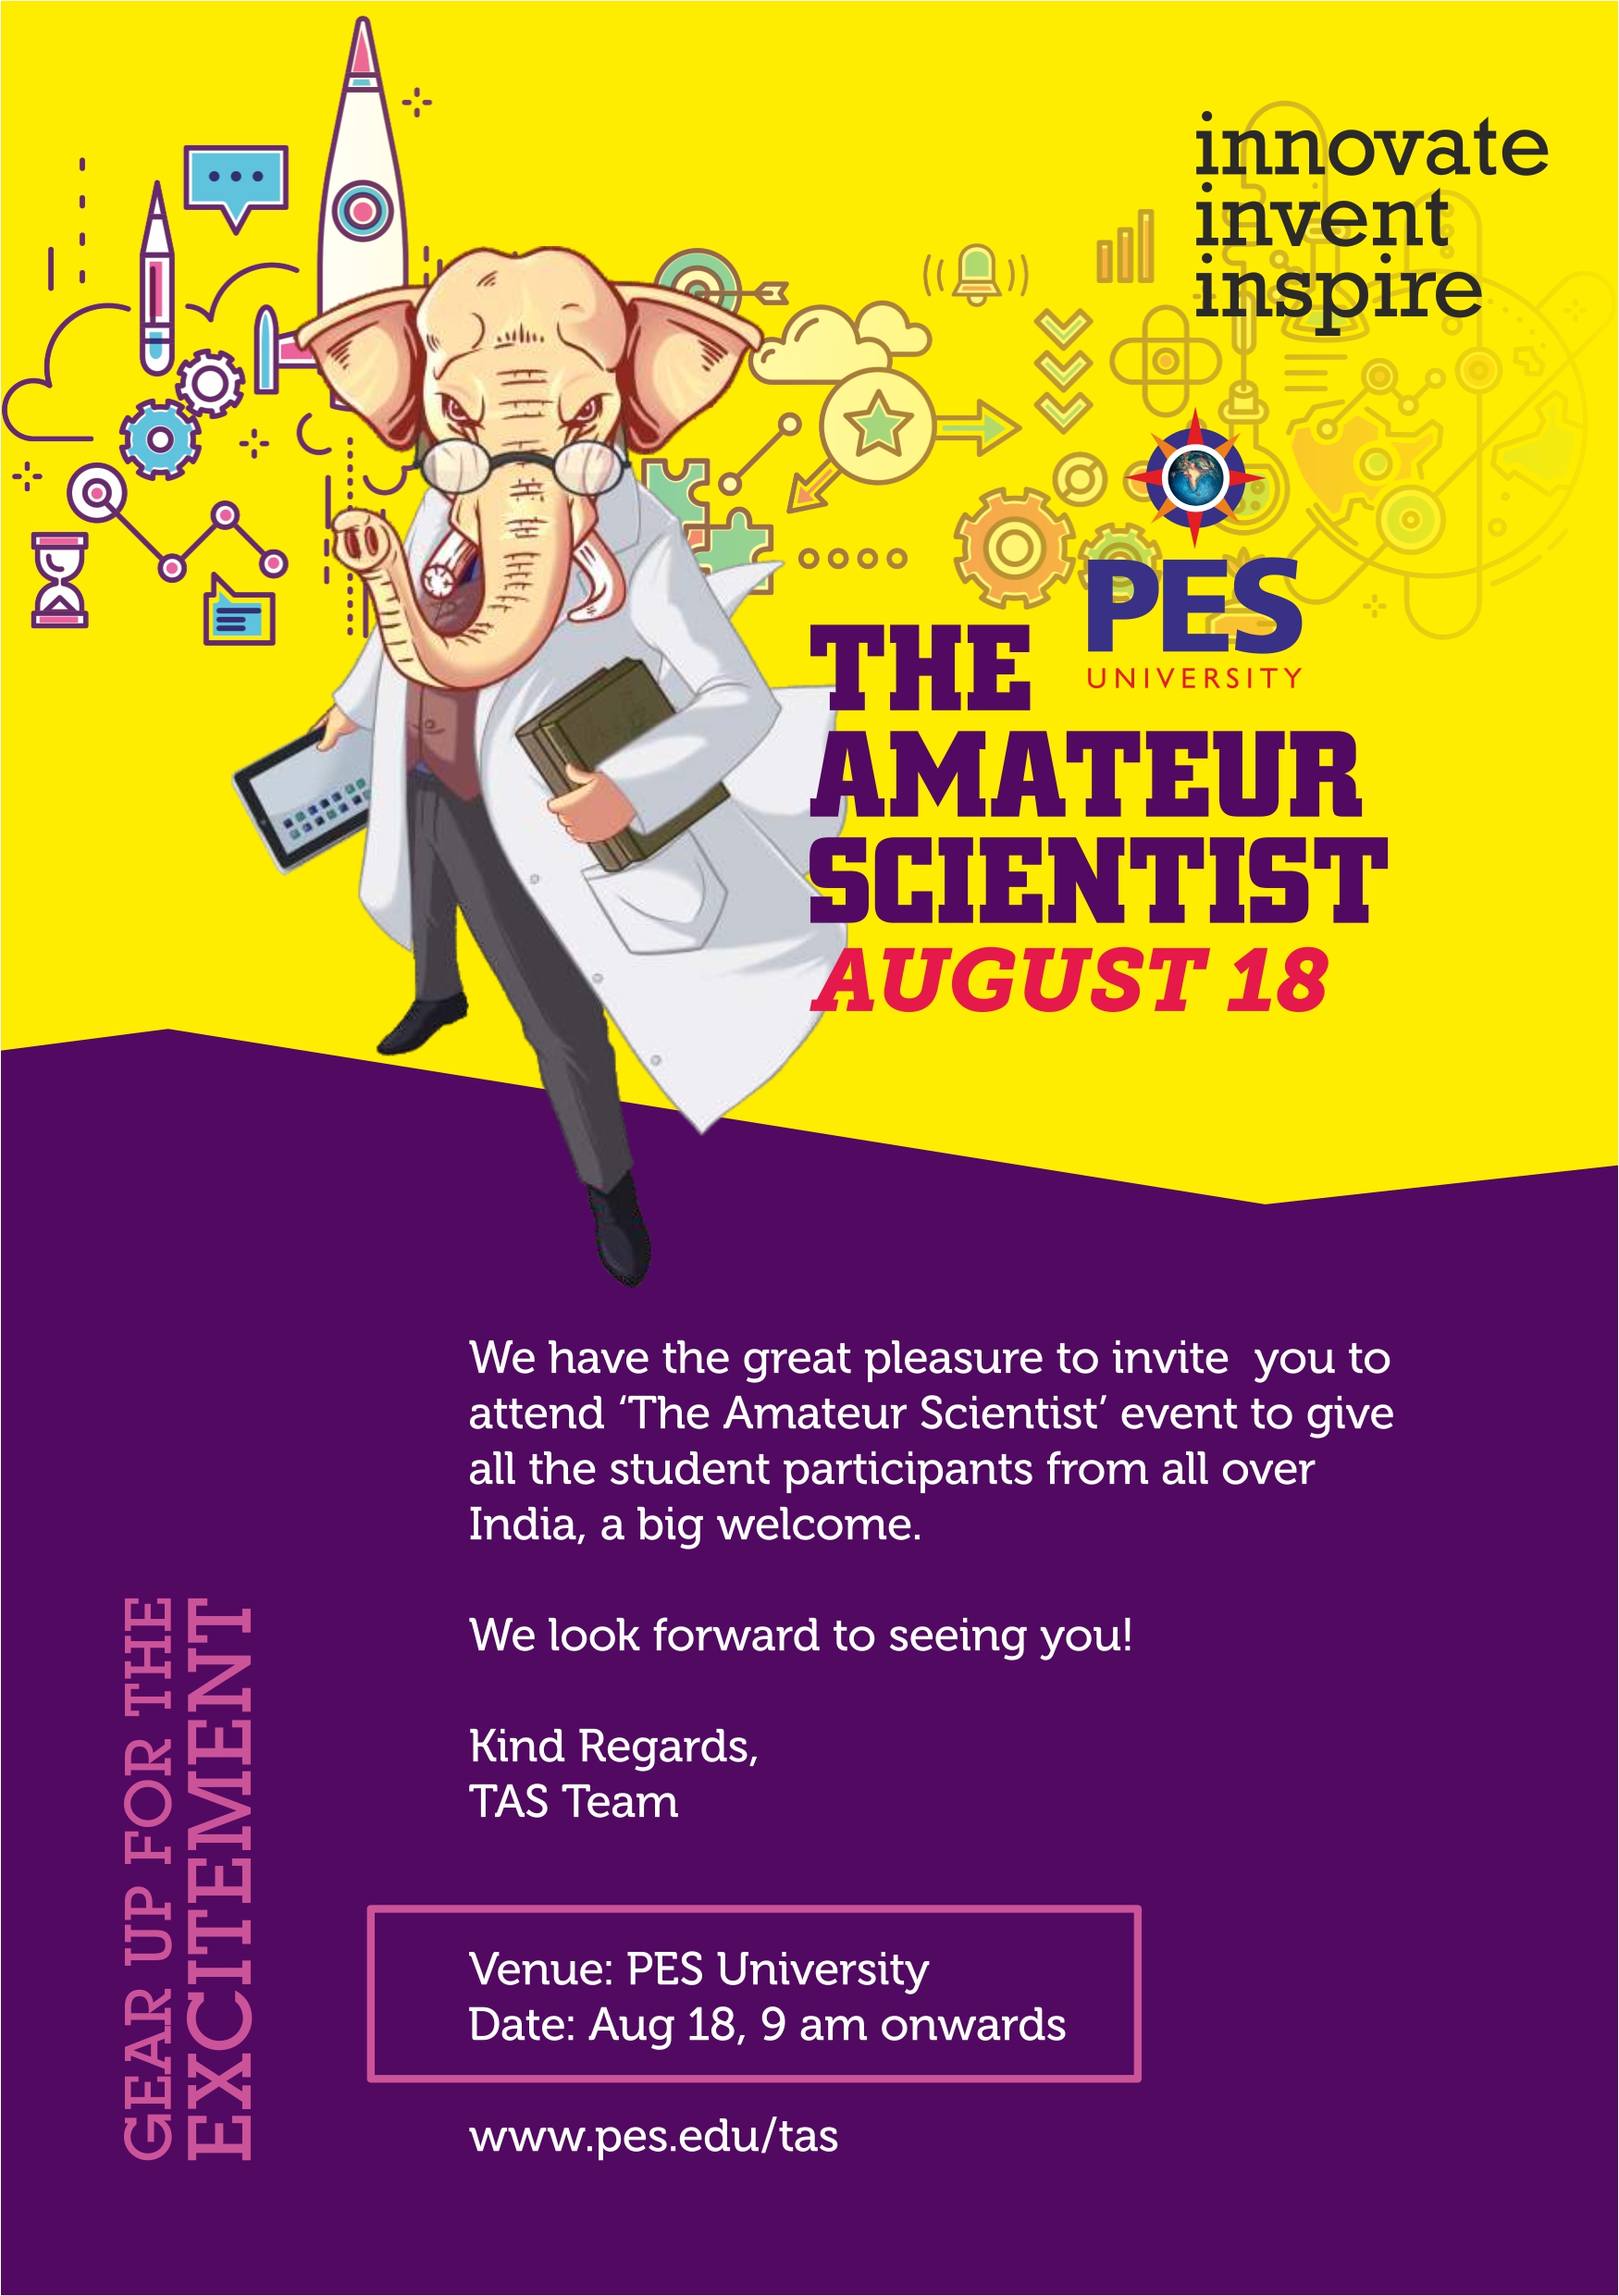 innovate
invent
inspire
PES
UNIVERSITY
THE
AMATEUR
SCIENTIST
AUGUST 18
We have the great pleasure to invite  you to
attend ‘The Amateur Scientist’ event to give
all the student participants from all over
India, a big welcome.
We look forward to seeing you!
Kind Regards,
TAS Team
GEAR UP FOR THE
EXCITEMENT
Venue: PES University
Date: Aug 18, 9 am onwards
www.pes.edu/tas